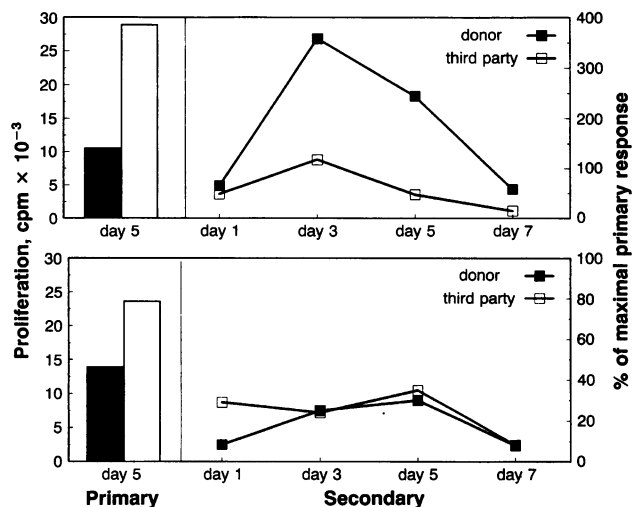 Proliferation, cpm × 10⁻³
30
25
20
15
10
5
0
day 5
donor
third party
day 1
day 3
day 5
day 7
400
300
200
100
0
% of maximal primary response
30
25
20
15
10
5
0
day 5
Primary
donor
third party
day 1
day 3
day 5
day 7
Secondary
100
80
60
40
20
0